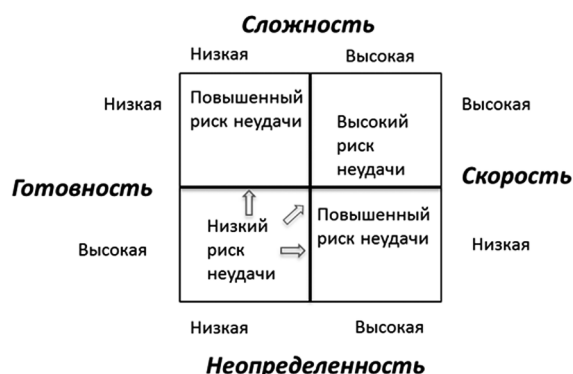 Сложность
Низкая Высокая
Низкая
Повышенный
риск неудачи
Высокий
риск
неудачи
Высокая
Готовность
Скорость
Высокая
Низкий
риск
неудачи
Повышенный
риск неудачи
Низкая
Низкая Высокая
Неопределенность